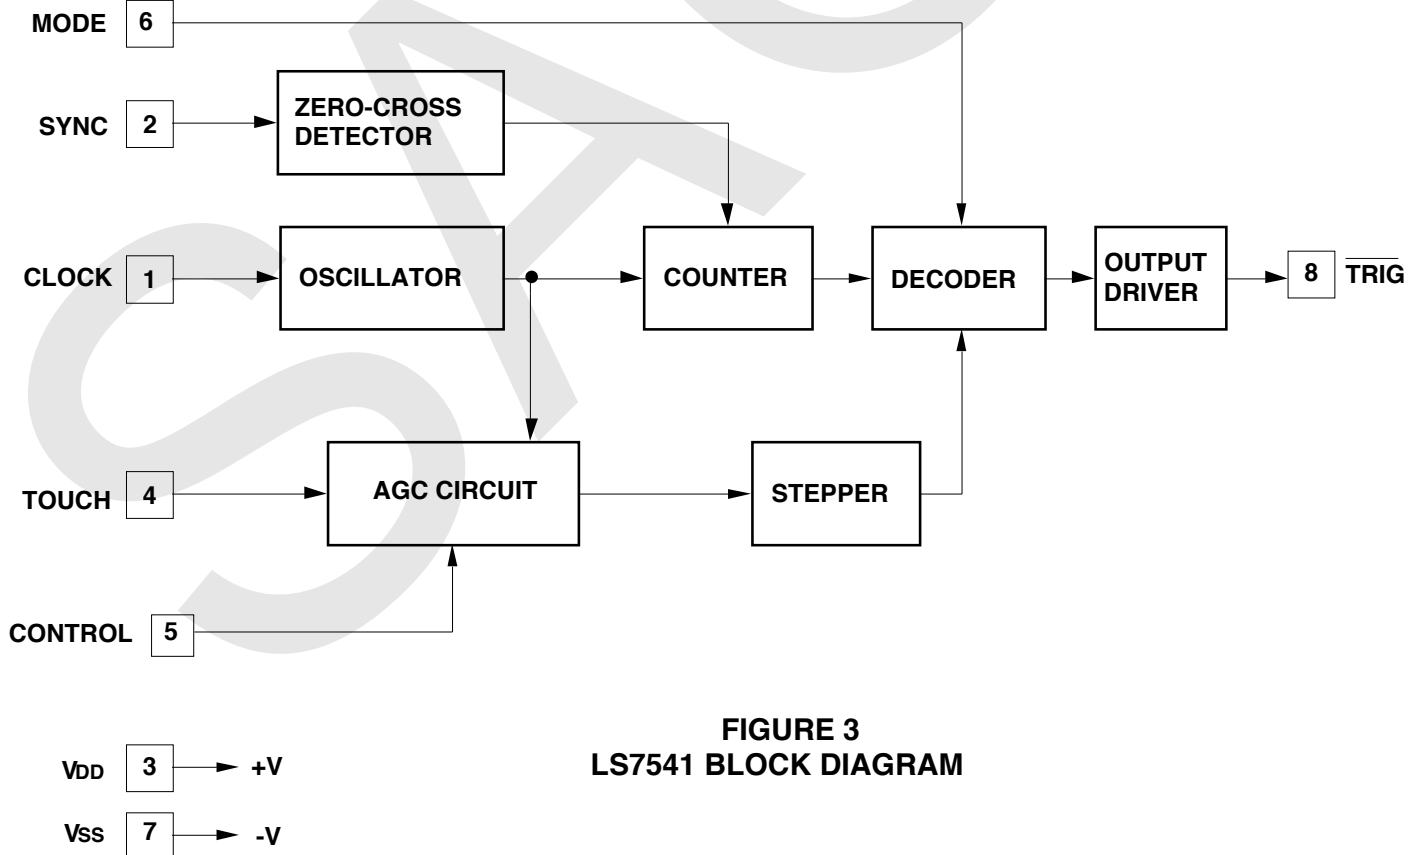 MODE 6
SYNC 2
ZERO-CROSS
DETECTOR
CLOCK 1
OSCILLATOR
COUNTER
DECODER
OUTPUT
DRIVER
8 TRIG
TOUCH 4
AGC CIRCUIT
STEPPER
CONTROL 5
FIGURE 3
LS7541 BLOCK DIAGRAM
VDD 3 +V
VSS 7 -V